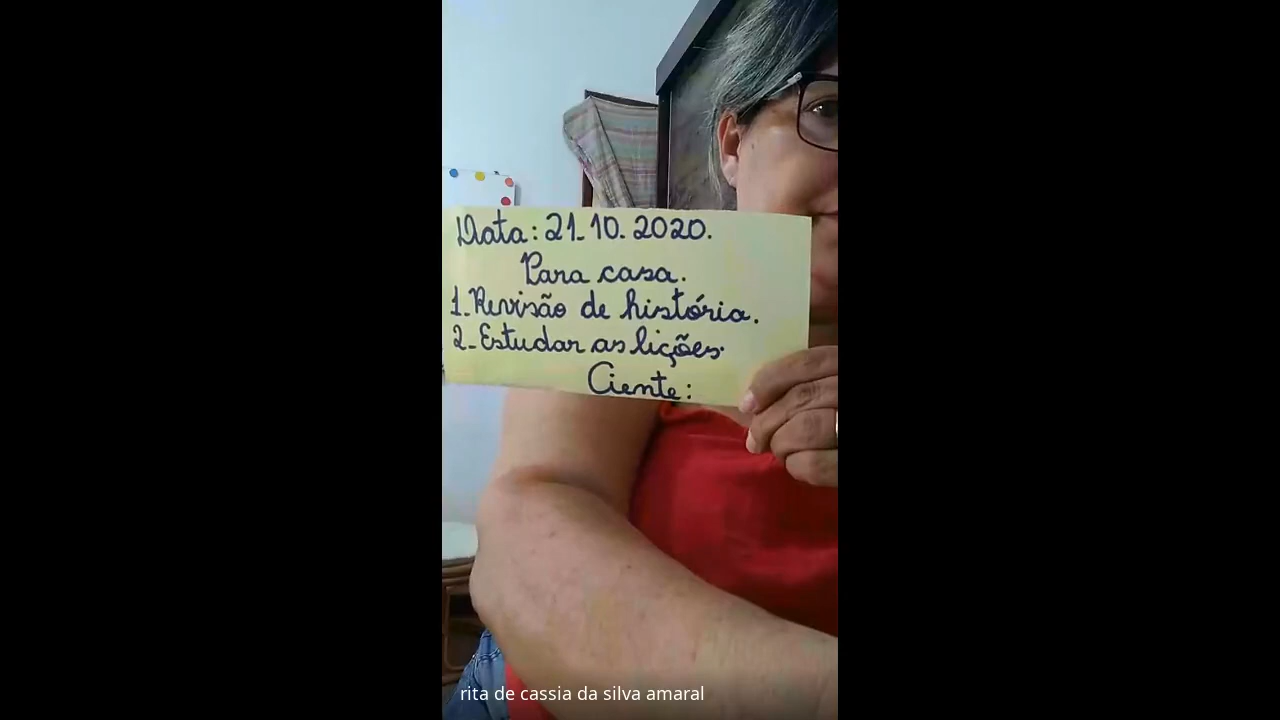 Data: 21.10.2020.
Para casa.
1. Revisão de história.
2. Estudar as lições.
Ciente:
rita de cassia da silva amaral